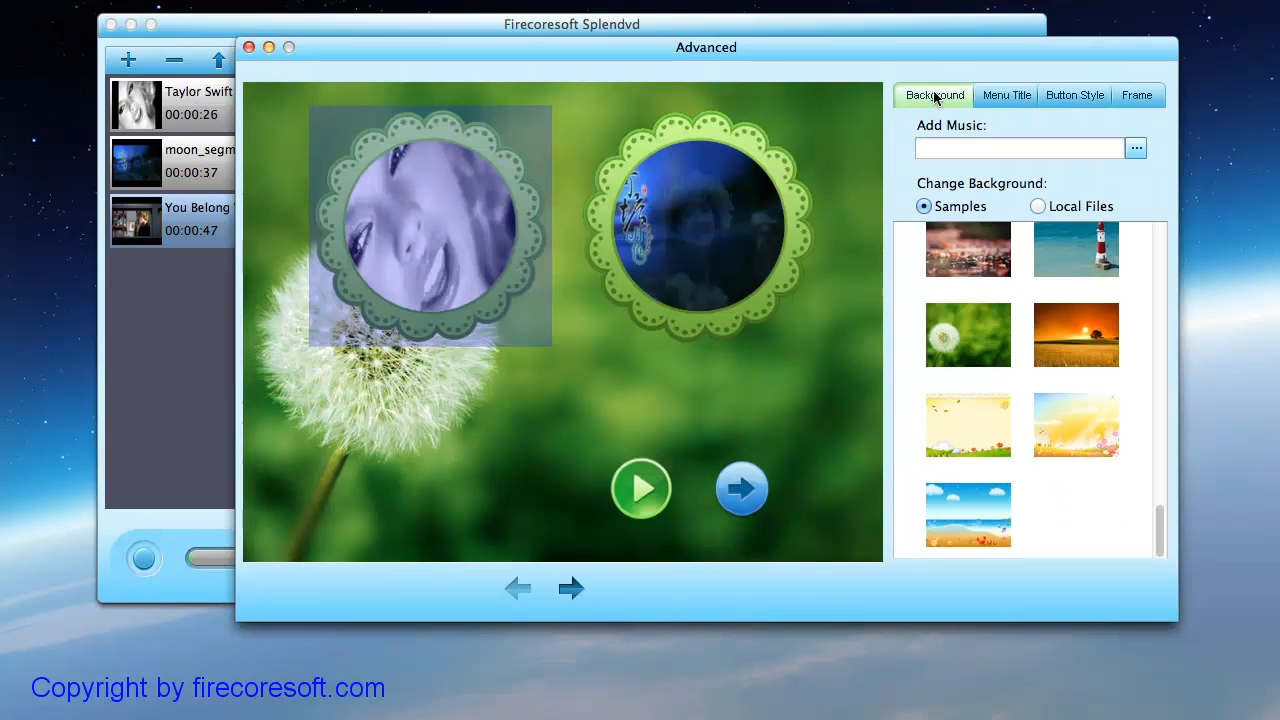 Firecoresoft Splendvd
Advanced
Taylor Swift
00:00:26
moon_segm
00:00:37
You Belong
00:00:47
Background
Menu Title
Button Style
Frame
Add Music:
...
Change Background:
Samples
Local Files
Copyright by firecoresoft.com